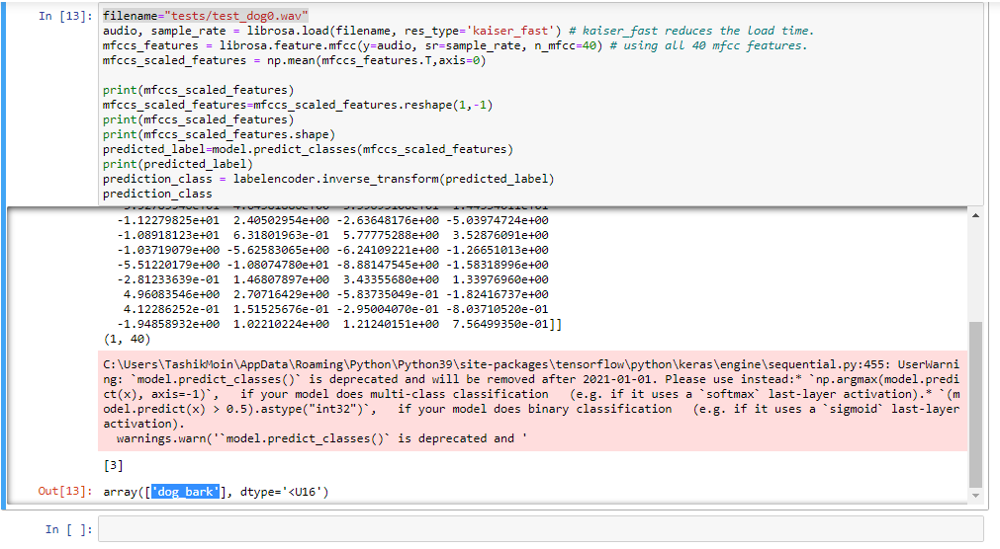 In [13]:
filename="tests/test_dog0.wav"
audio, sample_rate = librosa.load(filename, res_type='kaiser_fast') # kaiser_fast reduces the load time.
mfccs_features = librosa.feature.mfcc(y=audio, sr=sample_rate, n_mfcc=40) # using all 40 mfcc features.
mfccs_scaled_features = np.mean(mfccs_features.T,axis=0)
print(mfccs_scaled_features)
mfccs_scaled_features=mfccs_scaled_features.reshape(1,-1)
print(mfccs_scaled_features)
print(mfccs_scaled_features.shape)
predicted_label=model.predict_classes(mfccs_scaled_features)
print(predicted_label)
prediction_class = labelencoder.inverse_transform(predicted_label)
prediction_class
-1.12279825e+01 2.40502954e+00 -2.63648176e+00 -5.03974724e+00
-1.08918123e+01 6.31801963e-01 5.77775288e+00 3.52876091e+00
-1.03719079e+00 -5.62583065e+00 -6.24109221e+00 -1.26651013e+00
-5.51220179e+00 -1.08074780e+01 -8.88147545e+00 -1.58318996e+00
-2.81233639e-01 1.46807897e+00 3.43355680e+00 1.33976960e+00
4.96083546e+00 2.70716429e+00 -5.83735049e-01 -1.82416737e+00
4.12286252e-01 1.51525676e-01 -2.95004070e-01 -8.03710520e-01
-1.94858932e+00 1.02210224e+00 1.21240151e+00 7.56499350e-01]]
(1, 40)
C:\Users\TashikMoin\AppData\Roaming\Python\Python39\site-packages\tensorflow\python\keras\engine\sequential.py:455: UserWarni
ng: `model.predict_classes()` is deprecated and will be removed after 2021-01-01. Please use instead:* `np.argmax(model.predi
ct(x), axis=-1)`, if your model does multi-class classification (e.g. if it uses a `softmax` last-layer activation).* `(m
odel.predict(x) > 0.5).astype("int32")`, if your model does binary classification (e.g. if it uses a `sigmoid` last-layer
activation).
warnings.warn('`model.predict_classes()` is deprecated and '
[3]
Out[13]: array(['dog_bark'], dtype='<U16')
In [ ]: